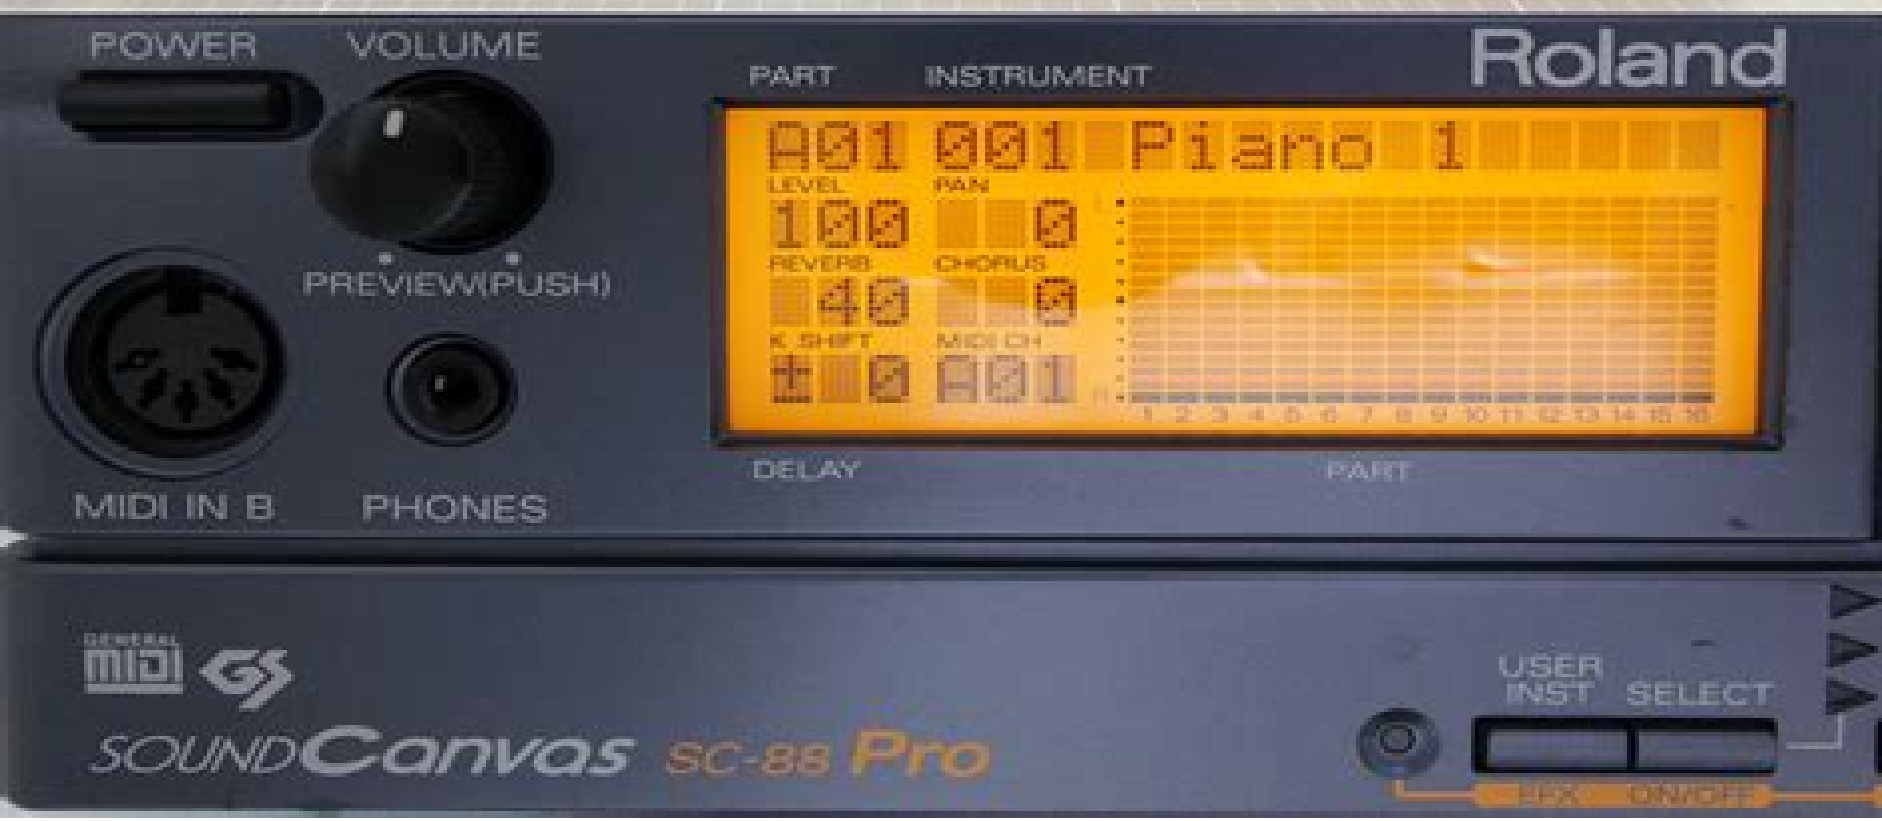 POWER VOLUME
Roland
PART INSTRUMENT
A01 001 Piano 1
LEVEL PAN
100 0
REVERB CHORUS
40 0
K SHIFT MIDI CH
± 0 A01
L
R
1 2 3 4 5 6 7 8 9 10 11 12 13 14 15 16
PREVIEW(PUSH)
DELAY PART
MIDI IN B PHONES
GENERAL
MIDI GS
USER
INST SELECT
SOUND Canvas SC-88 Pro
EFX ON/OFF